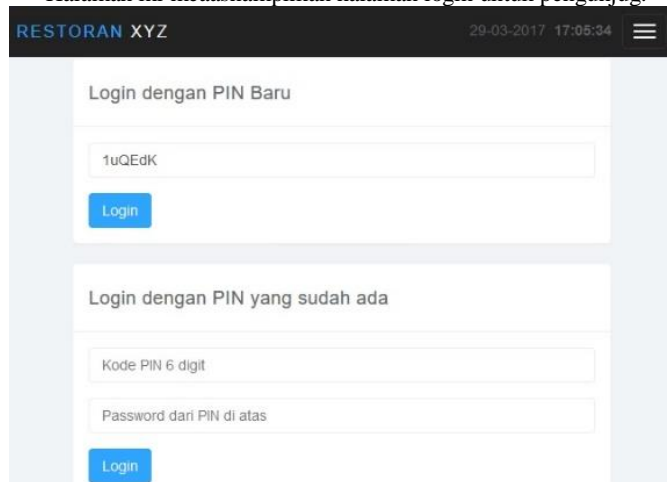 RESTORAN XYZ 29-03-2017 17:05:34
Login dengan PIN Baru
1uQEdK
Login
Login dengan PIN yang sudah ada
Kode PIN 6 digit
Password dari PIN di atas
Login